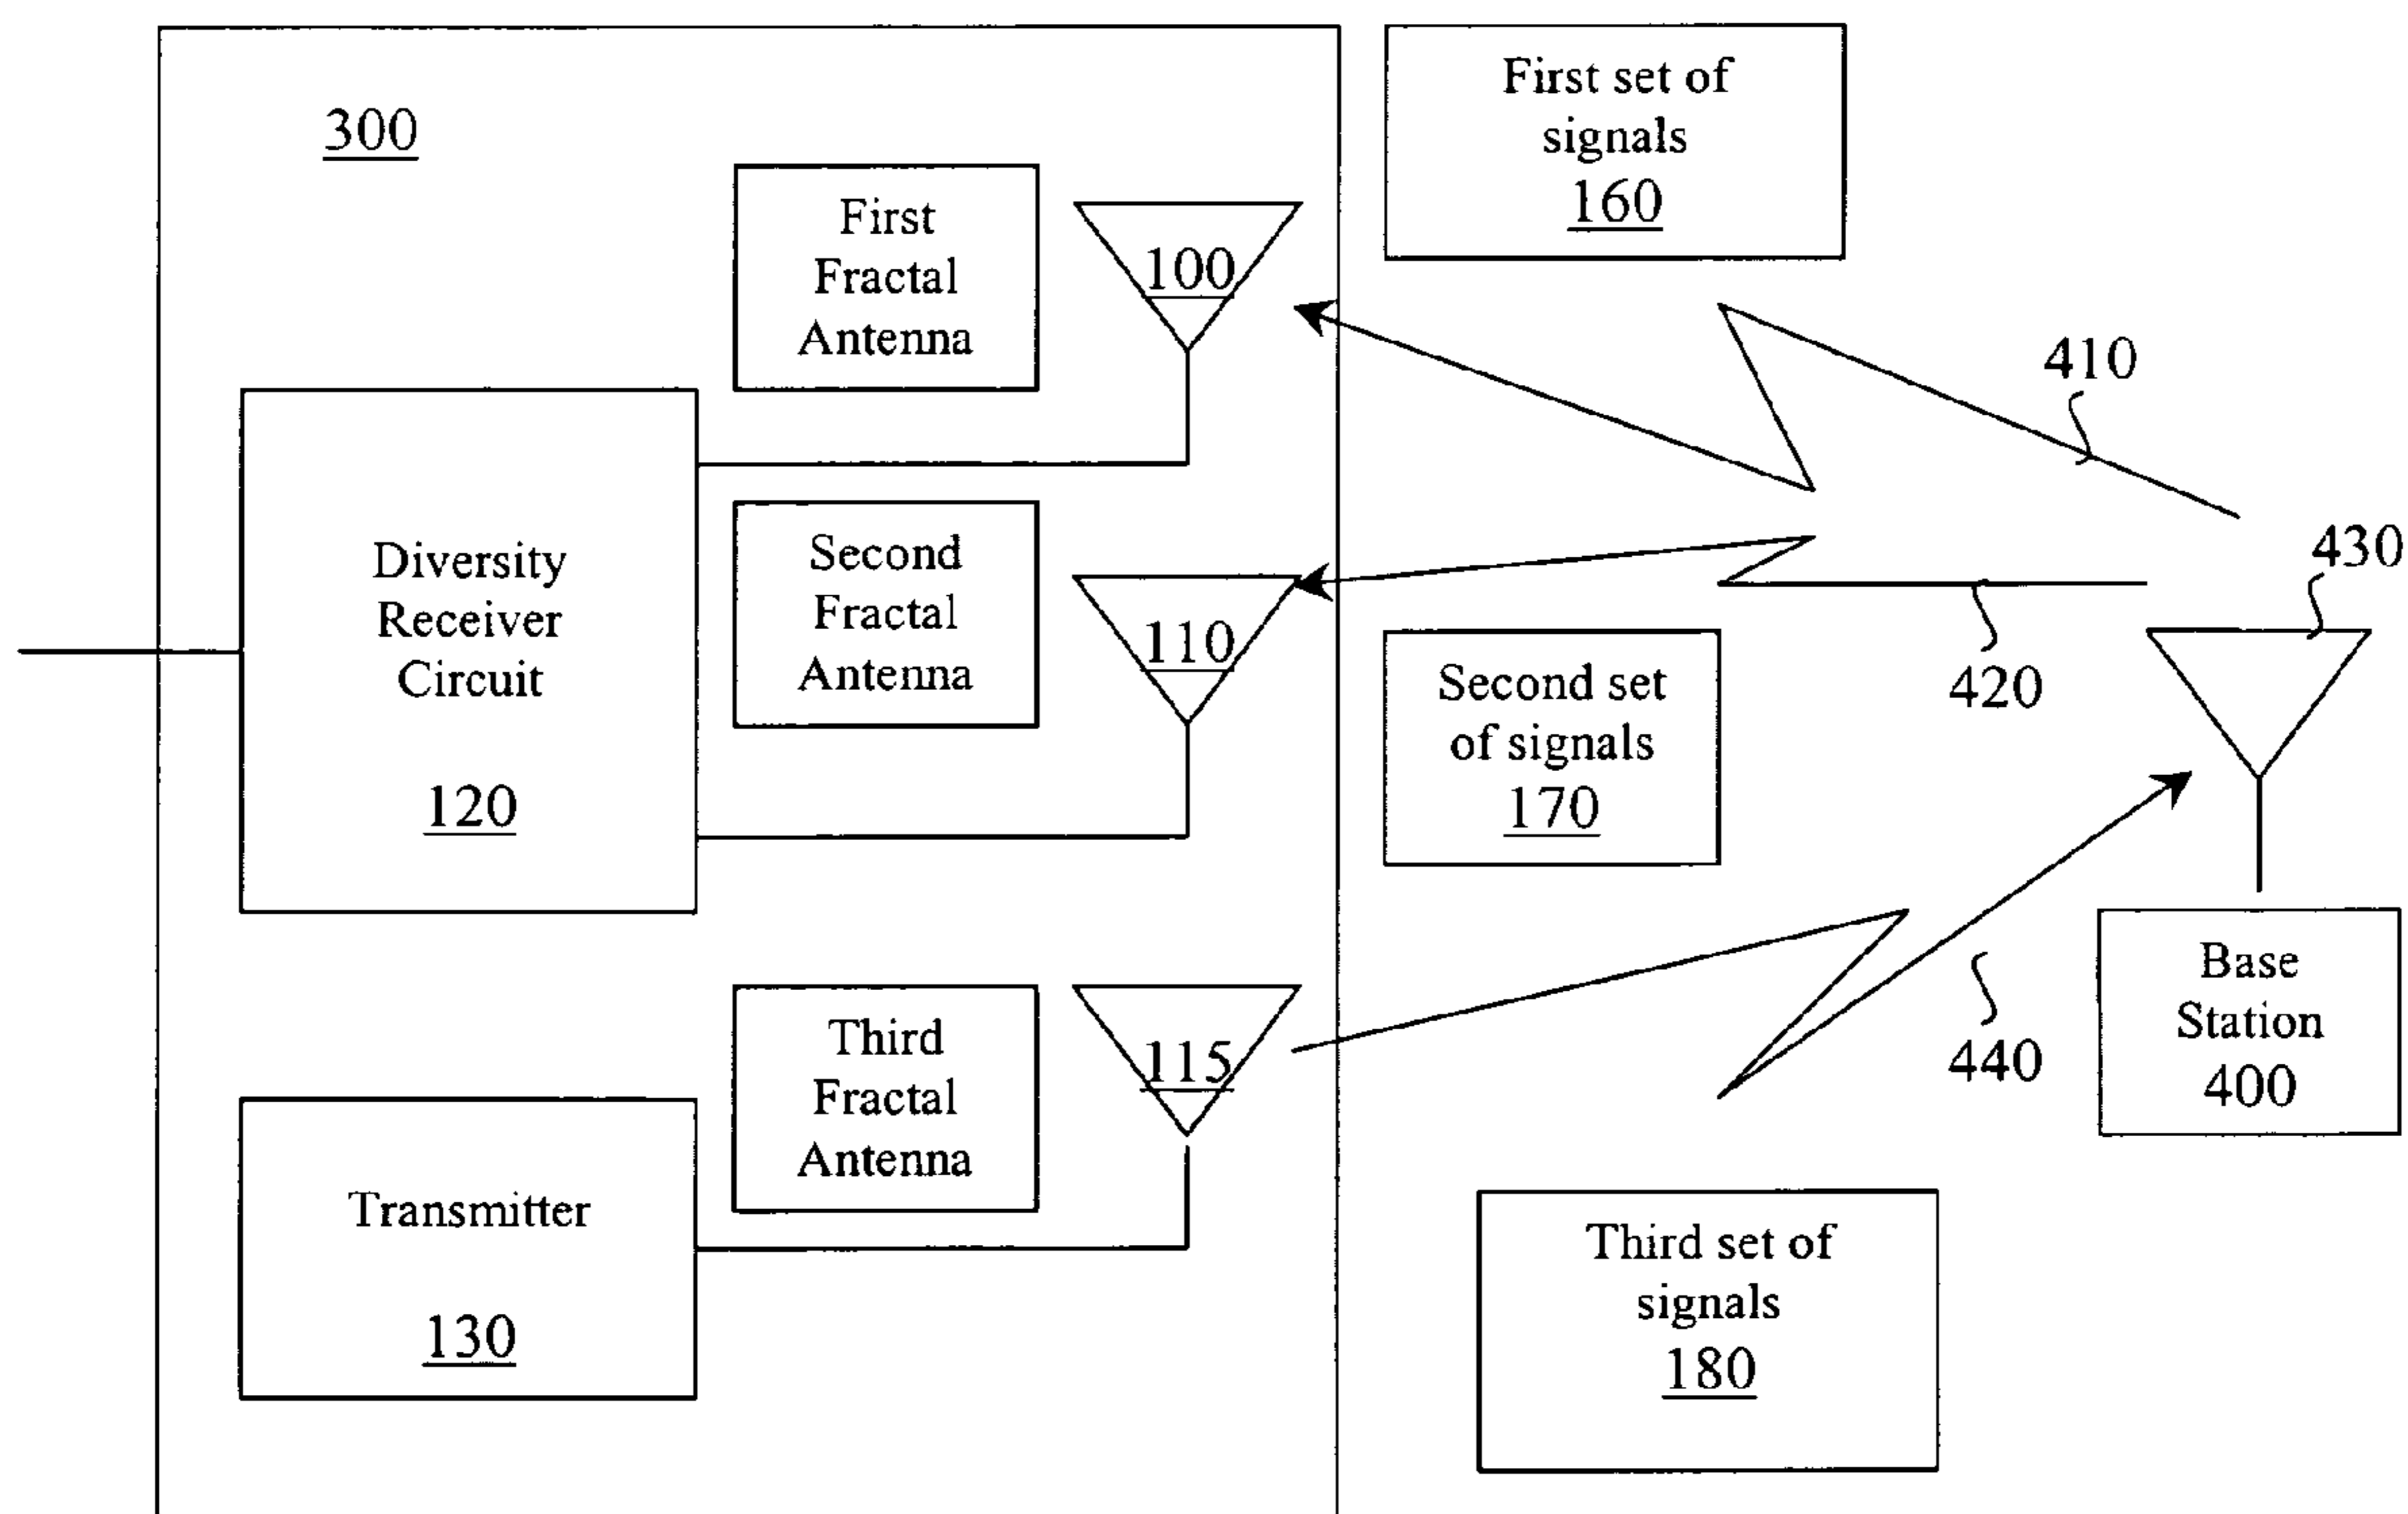 300
First
Fractal
Antenna
100
First set of
signals
160
410
Diversity
Receiver
Circuit
120
Second
Fractal
Antenna
110
420
430
Second set
of signals
170
Third
Fractal
Antenna
115
440
Base
Station
400
Transmitter
130
Third set of
signals
180